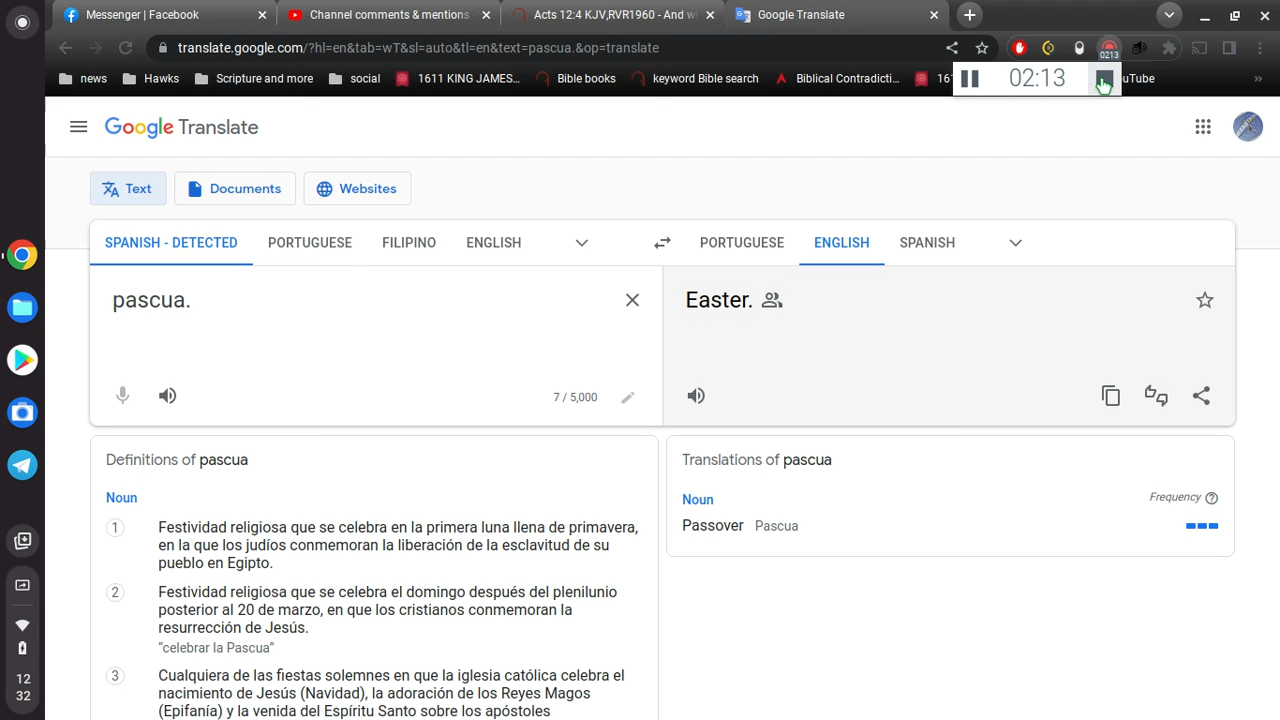 Messenger | Facebook
Channel comments & mentions
Acts 12:4 KJV,RVR1960 - And w
Google Translate
translate.google.com/?hl=en&tab=wT&sl=auto&tl=en&text=pascua.&op=translate
0213
news
Hawks
Scripture and more
social
1611 KING JAMES...
Bible books
keyword Bible search
Biblical Contradicti...
02:13
Google Translate
Text
Documents
Websites
SPANISH - DETECTED
PORTUGUESE
FILIPINO
ENGLISH
PORTUGUESE
ENGLISH
SPANISH
pascua.
Easter.
7 / 5,000
Definitions of pascua
Noun
1
Festividad religiosa que se celebra en la primera luna llena de primavera,
en la que los judíos conmemoran la liberación de la esclavitud de su
pueblo en Egipto.
2
Festividad religiosa que se celebra el domingo después del plenilunio
posterior al 20 de marzo, en que los cristianos conmemoran la
resurrección de Jesús.
“celebrar la Pascua”
3
Cualquiera de las fiestas solemnes en que la iglesia católica celebra el
nacimiento de Jesús (Navidad), la adoración de los Reyes Magos
(Epifanía) y la venida del Espíritu Santo sobre los apóstoles
Translations of pascua
Noun
Frequency
Passover Pascua
12
32